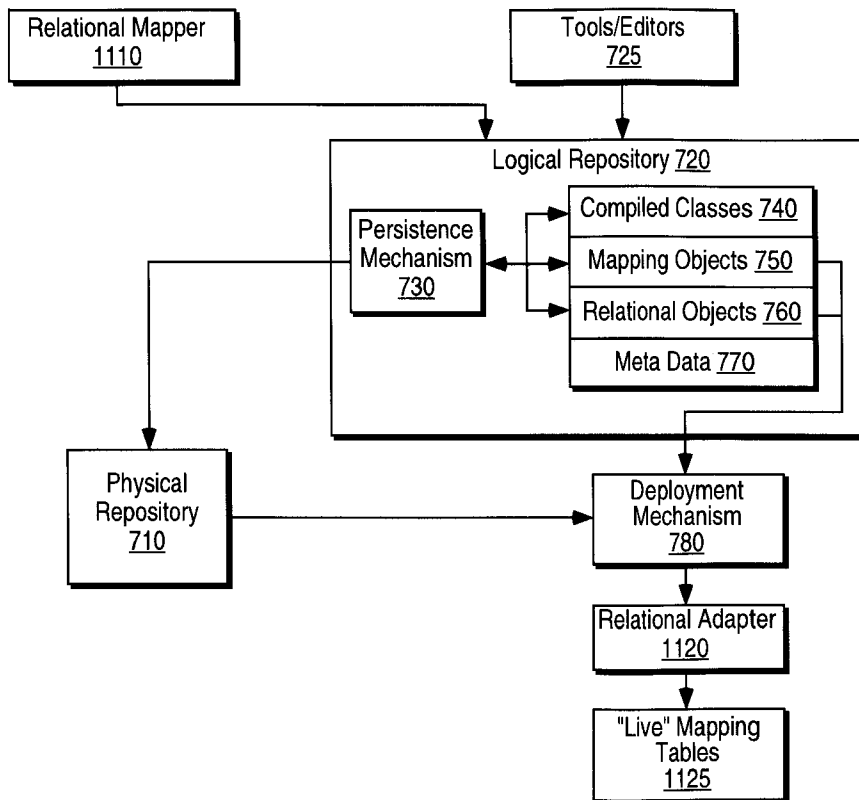 Relational Mapper
1110
Tools/Editors
725
Logical Repository 720
Persistence
Mechanism
730
Compiled Classes 740
Mapping Objects 750
Relational Objects 760
Meta Data 770
Physical
Repository
710
Deployment
Mechanism
780
Relational Adapter
1120
"Live" Mapping
Tables
1125